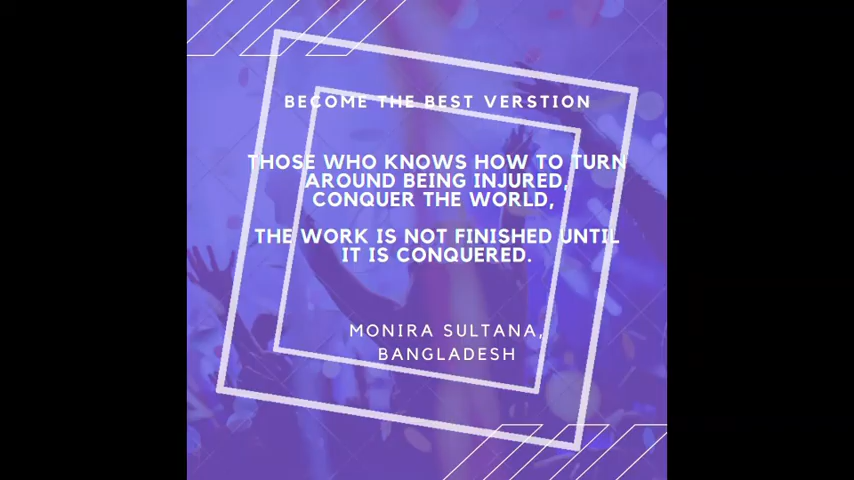 BECOME THE BEST VERSTION
THOSE WHO KNOWS HOW TO TURN
AROUND BEING INJURED,
CONQUER THE WORLD,
THE WORK IS NOT FINISHED UNTIL
IT IS CONQUERED.
MONIRA SULTANA,
BANGLADESH